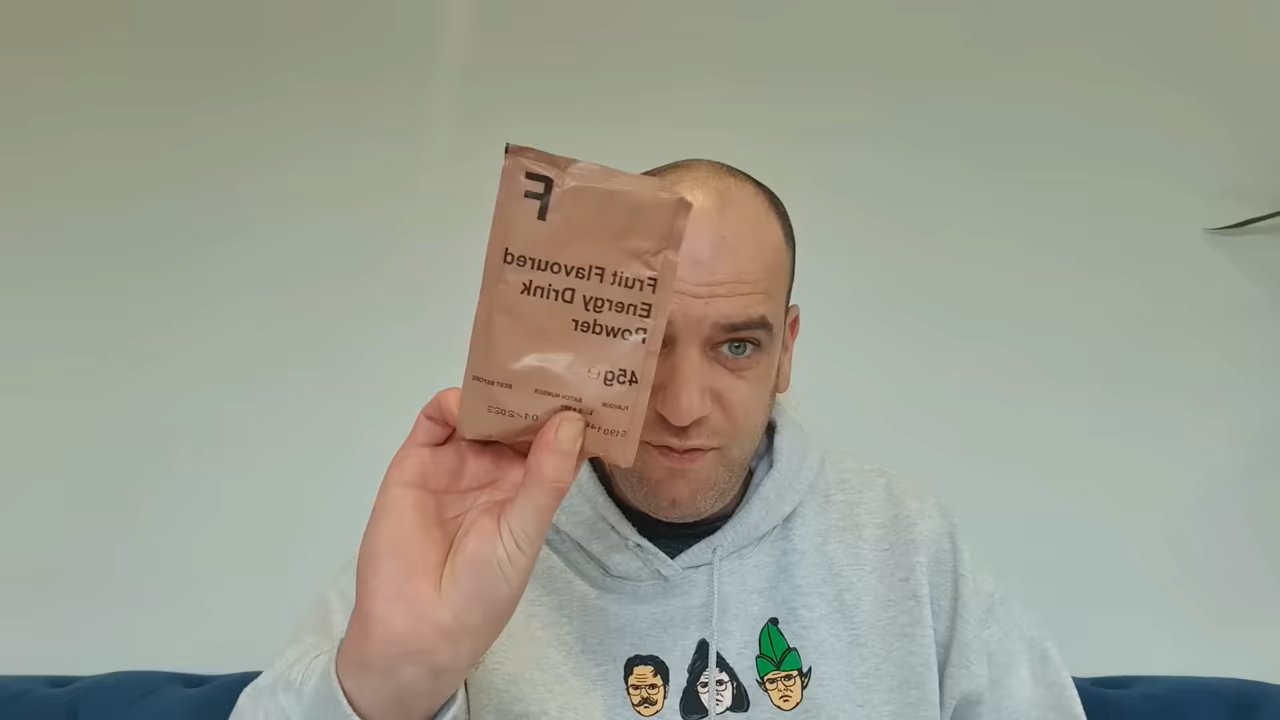 F
Fruit Flavoured
Energy Drink
Powder
45g e
FLAVOUR BATCH NUMBER BEST BEFORE